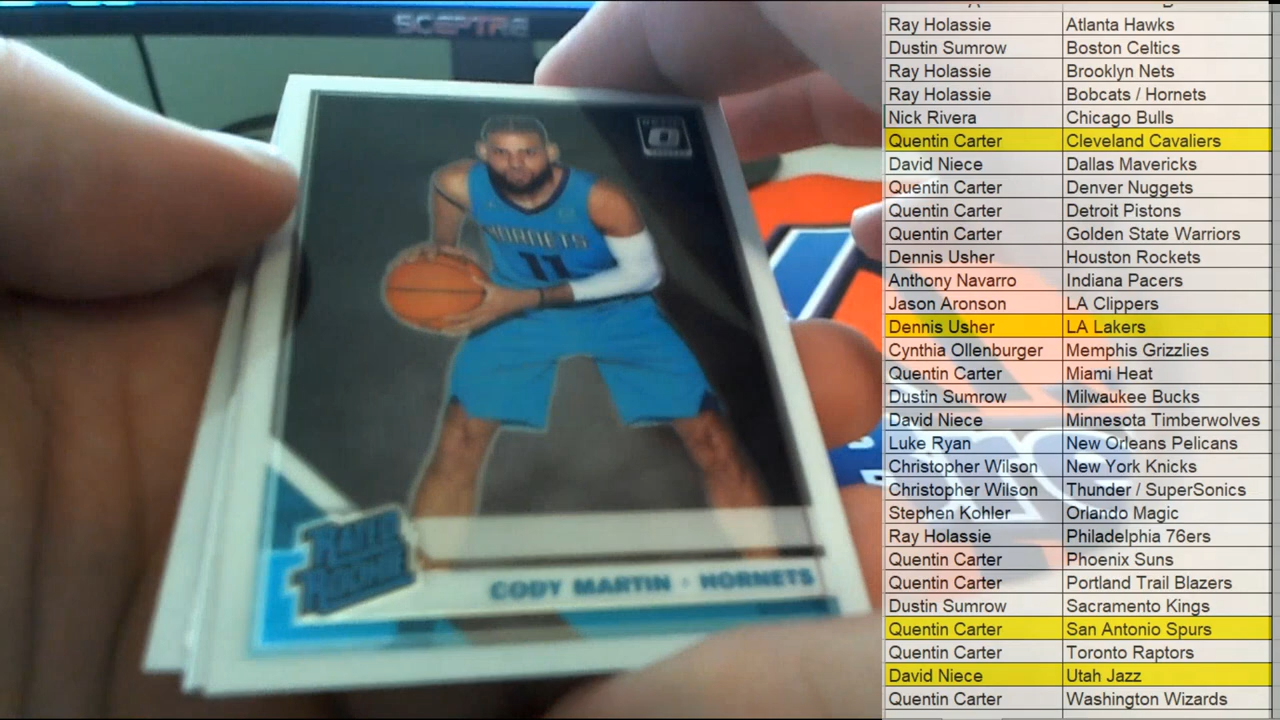 SCEPTRE
HORNETS
11
RATED
ROOKIE
CODY MARTIN · HORNETS
Ray Holassie Atlanta Hawks
Dustin Sumrow Boston Celtics
Ray Holassie Brooklyn Nets
Ray Holassie Bobcats / Hornets
Nick Rivera Chicago Bulls
Quentin Carter Cleveland Cavaliers
David Niece Dallas Mavericks
Quentin Carter Denver Nuggets
Quentin Carter Detroit Pistons
Quentin Carter Golden State Warriors
Dennis Usher Houston Rockets
Anthony Navarro Indiana Pacers
Jason Aronson LA Clippers
Dennis Usher LA Lakers
Cynthia Ollenburger Memphis Grizzlies
Quentin Carter Miami Heat
Dustin Sumrow Milwaukee Bucks
David Niece Minnesota Timberwolves
Luke Ryan New Orleans Pelicans
Christopher Wilson New York Knicks
Christopher Wilson Thunder / SuperSonics
Stephen Kohler Orlando Magic
Ray Holassie Philadelphia 76ers
Quentin Carter Phoenix Suns
Quentin Carter Portland Trail Blazers
Dustin Sumrow Sacramento Kings
Quentin Carter San Antonio Spurs
Quentin Carter Toronto Raptors
David Niece Utah Jazz
Quentin Carter Washington Wizards